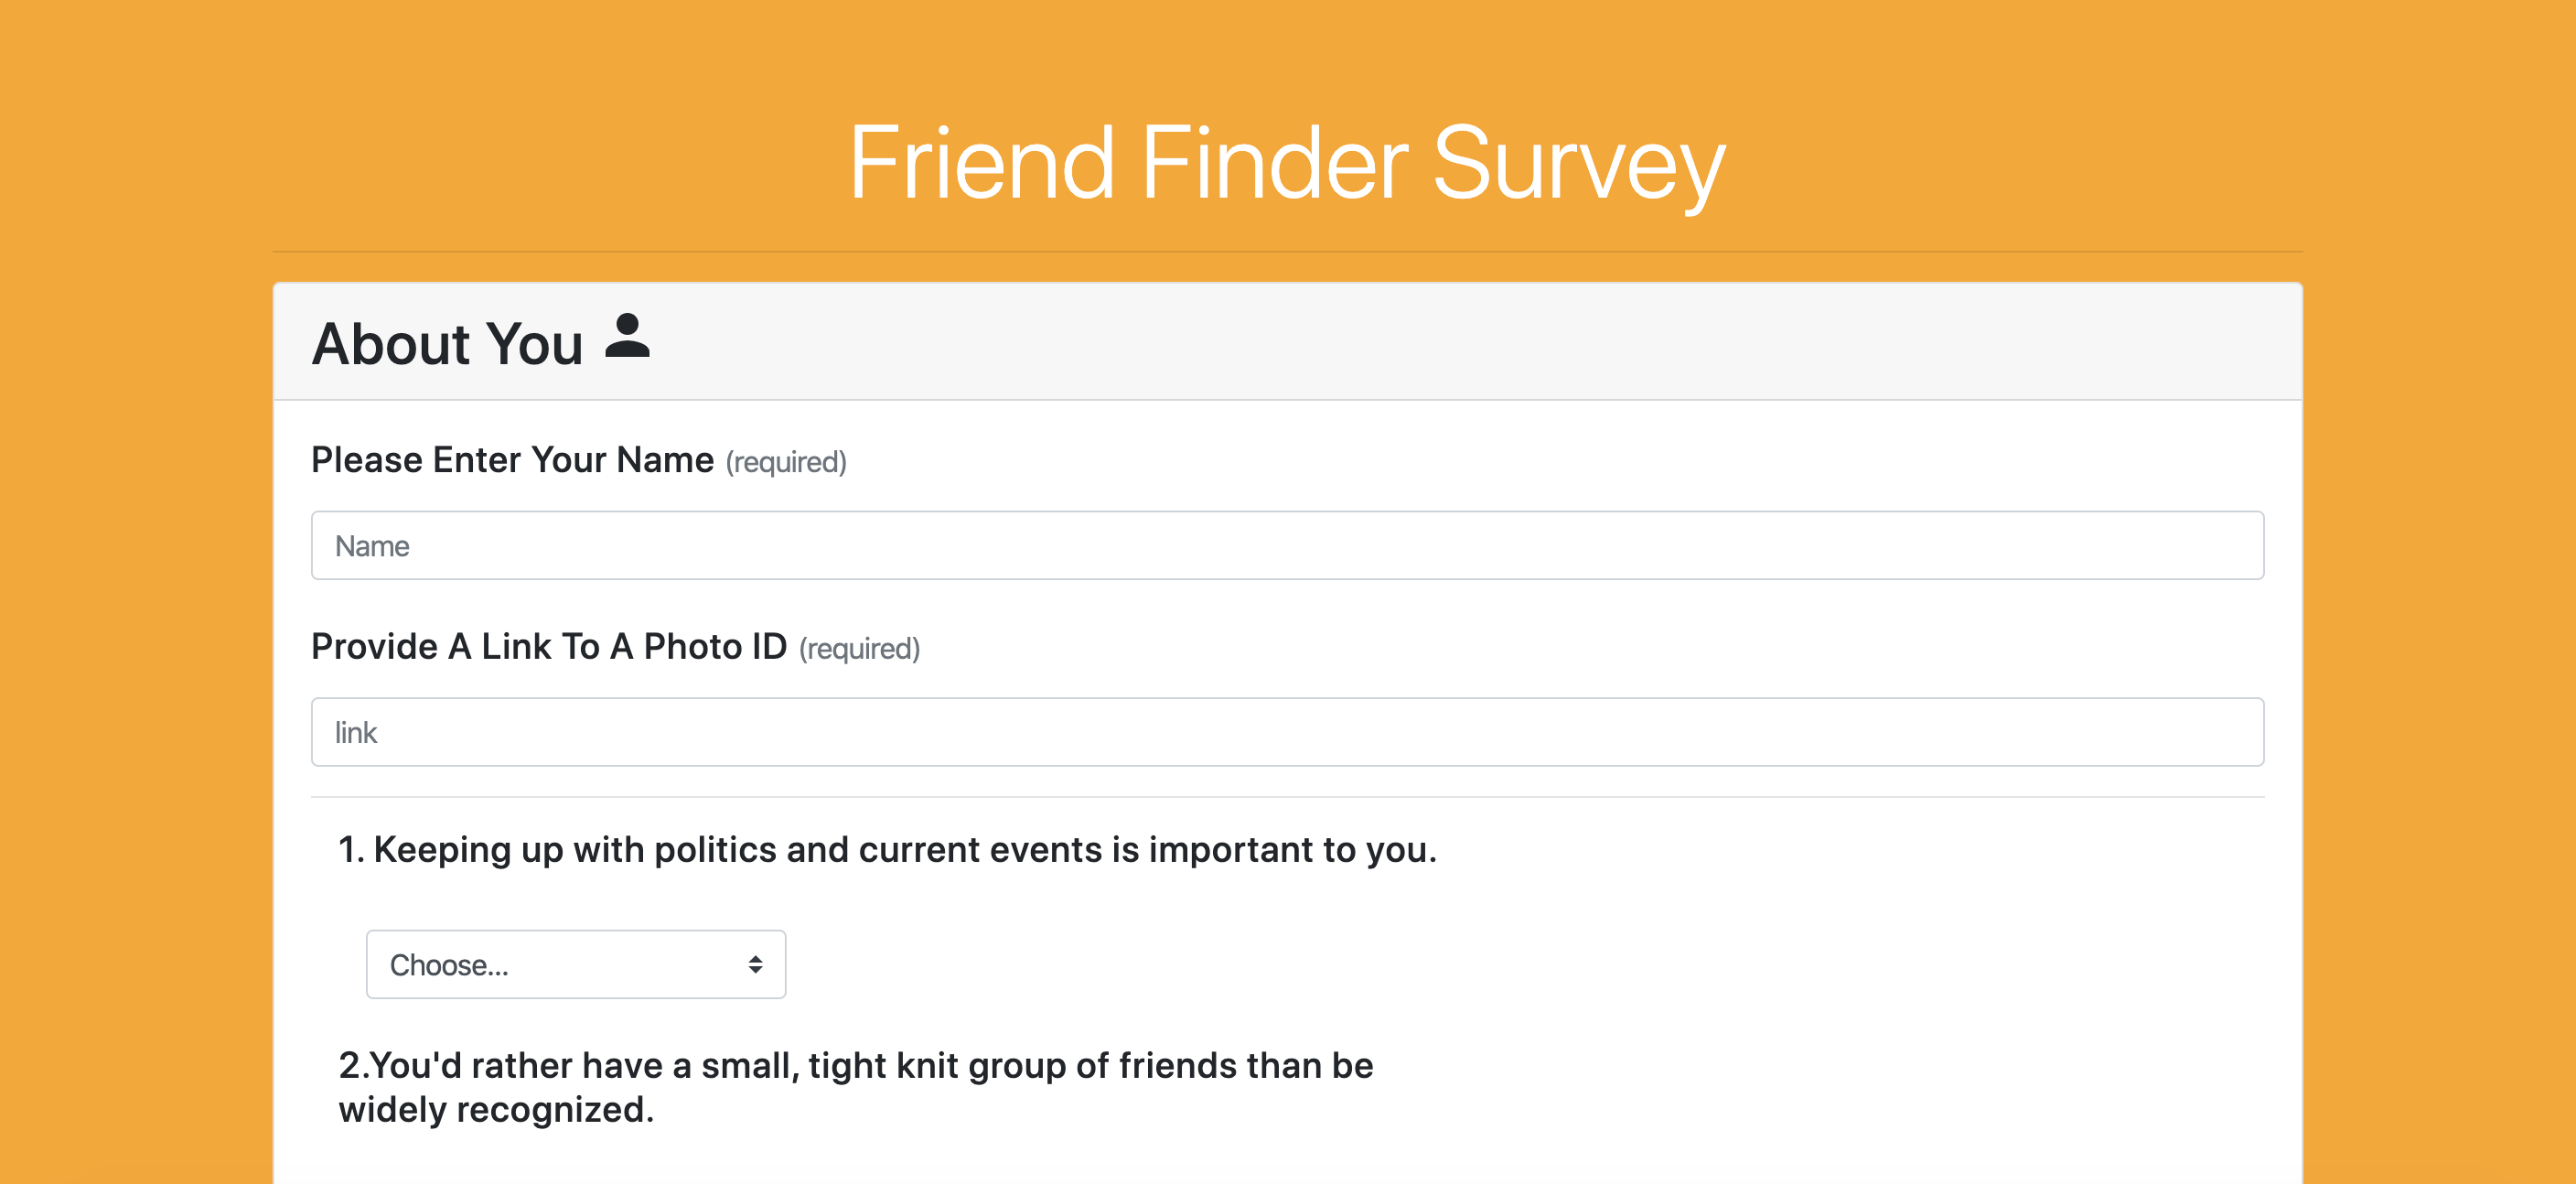 Friend Finder Survey
About You
Please Enter Your Name (required)
Name
Provide A Link To A Photo ID (required)
link
1. Keeping up with politics and current events is important to you.
Choose...
2.You'd rather have a small, tight knit group of friends than be
widely recognized.